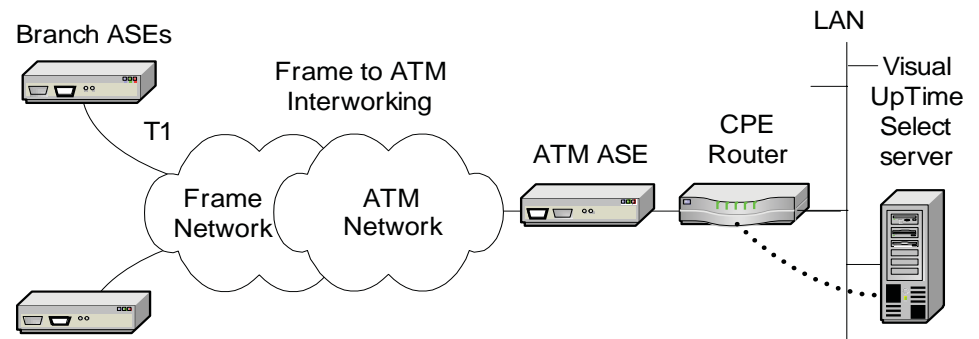 LAN
Branch ASEs
Frame to ATM
Interworking
Visual
UpTime
Select
server
T1
CPE
Router
ATM ASE
Frame
Network
ATM
Network